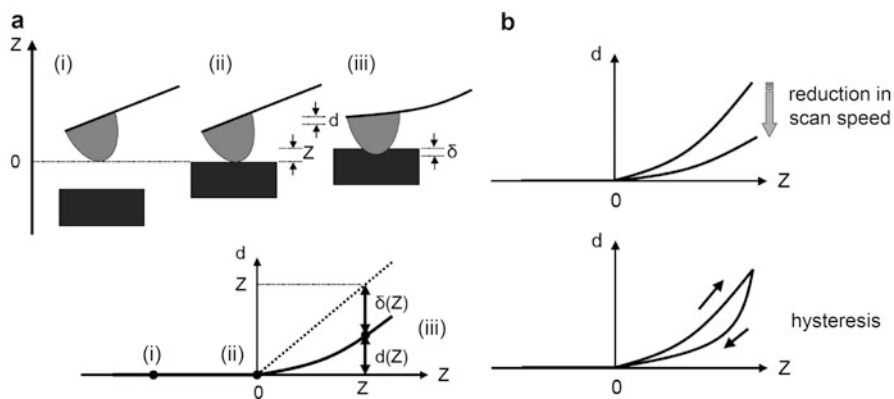 a
Z
(i)
(ii)
(iii)
d
Z
δ
0
d
Z
δ(Z)
(iii)
(i)
(ii)
d(Z)
Z
0
Z
b
d
reduction in
scan speed
Z
0
d
hysteresis
Z
0